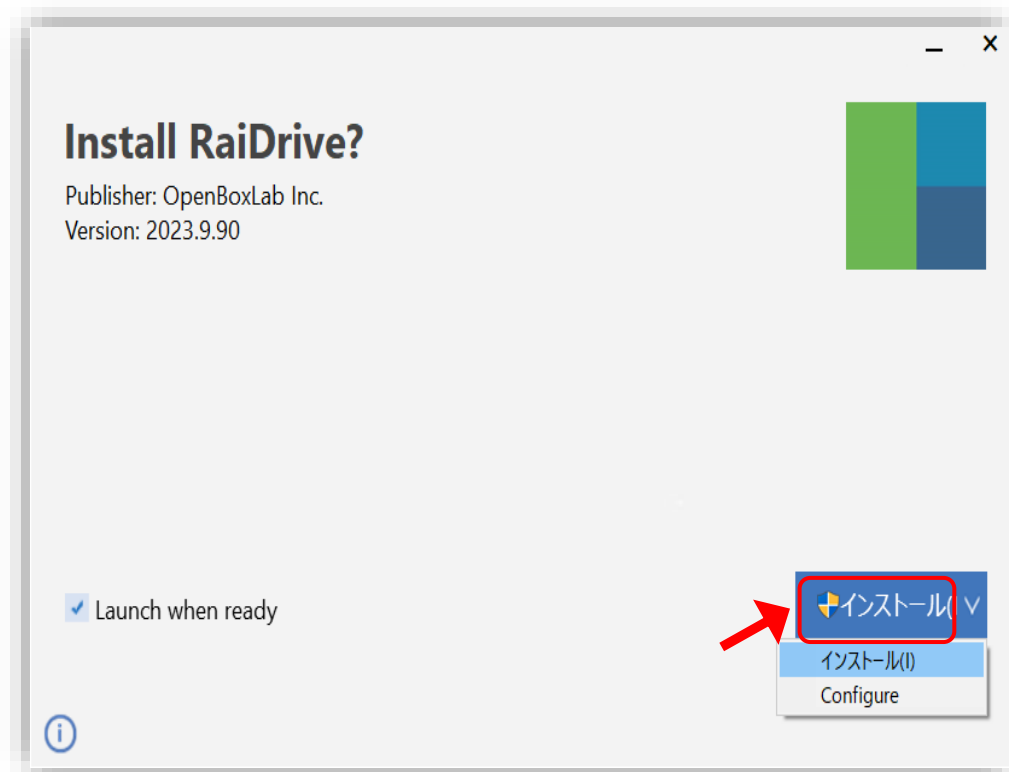 Install RaiDrive?
Publisher: OpenBoxLab Inc.
Version: 2023.9.90
Launch when ready
インストール(
インストール(I)
Configure